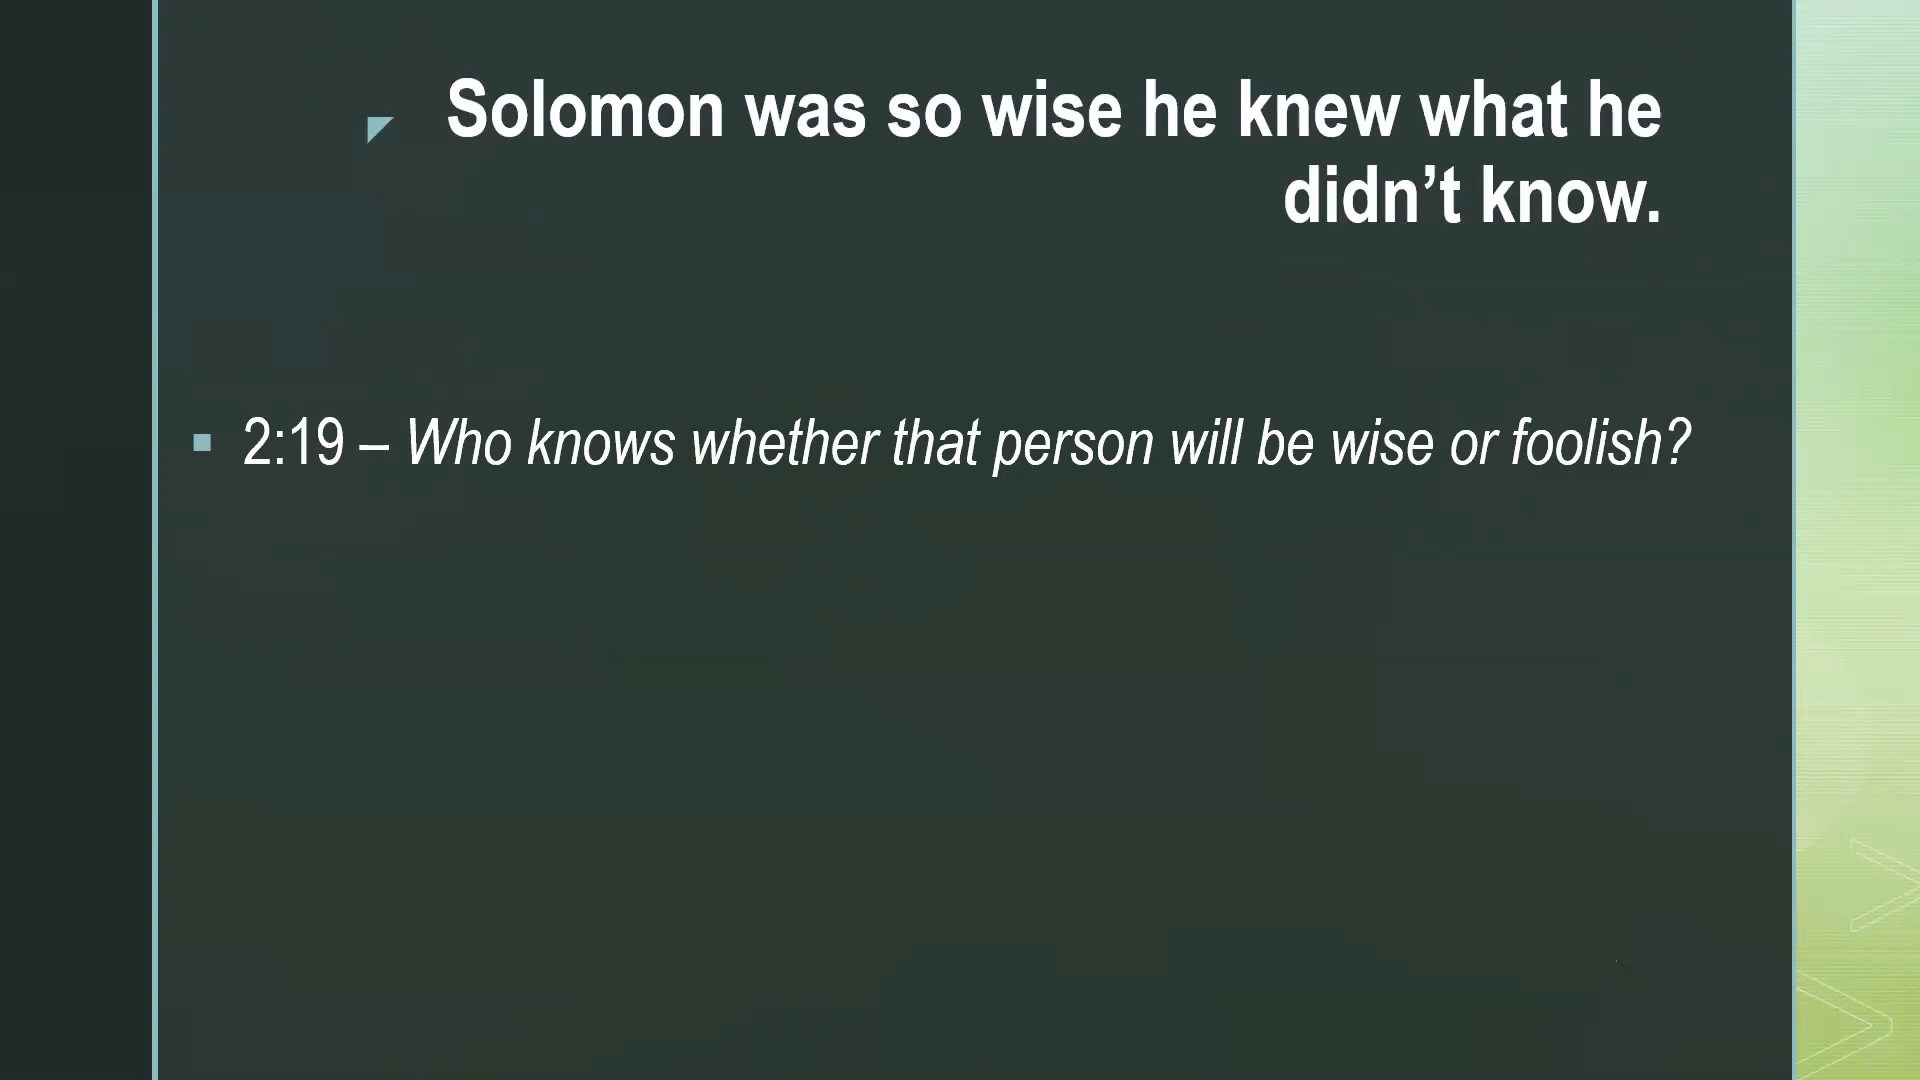 Solomon was so wise he knew what he
didn’t know.
2:19 – Who knows whether that person will be wise or foolish?